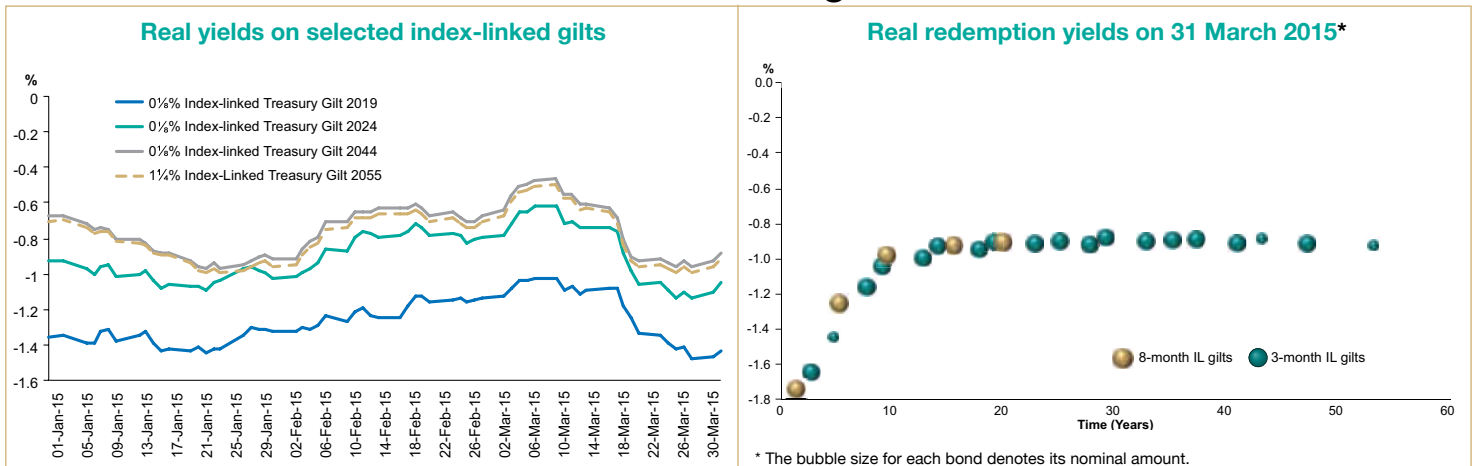 Real yields on selected index-linked gilts
%
0
-0.2
-0.4
-0.6
-0.8
-1
-1.2
-1.4
-1.6
0⅛% Index-linked Treasury Gilt 2019
0⅛% Index-linked Treasury Gilt 2024
0⅛% Index-linked Treasury Gilt 2044
1¼% Index-Linked Treasury Gilt 2055
01-Jan-15
05-Jan-15
09-Jan-15
13-Jan-15
17-Jan-15
21-Jan-15
25-Jan-15
29-Jan-15
02-Feb-15
06-Feb-15
10-Feb-15
14-Feb-15
18-Feb-15
22-Feb-15
26-Feb-15
02-Mar-15
06-Mar-15
10-Mar-15
14-Mar-15
18-Mar-15
22-Mar-15
26-Mar-15
30-Mar-15
Real redemption yields on 31 March 2015*
%
0.0
-0.2
-0.4
-0.6
-0.8
-1.0
-1.2
-1.4
-1.6
-1.8
8-month IL gilts
3-month IL gilts
0 10 20 30 40 50 60
Time (Years)
* The bubble size for each bond denotes its nominal amount.